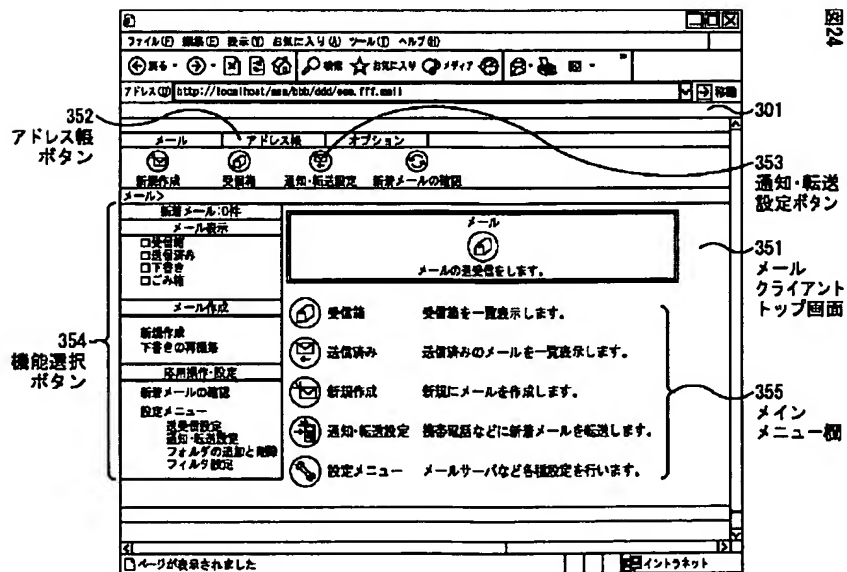 図24
ファイル(F) 編集(E) 表示(V) お気に入り(A) ツール(T) ヘルプ(H)
戻る 検索 お気に入り メディア
アドレス(D) 移動
301
352
アドレス帳
ボタン
メール アドレス帳 オプション
新規作成 受信箱 通知・転送設定 新着メールの確認
353
通知・転送
設定ボタン
メール>
新着メール:0件
メール表示
受信箱
送信済み
下書き
ごみ箱
メール作成
新規作成
下書きの再編集
応用操作・設定
新着メールの確認
設定メニュー
送受信設定
通知・転送設定
フォルダの追加と削除
フィルタ設定
354
機能選択
ボタン
メール
メールの送受信をします。
351
メール
クライアント
トップ画面
受信箱 受信箱を一覧表示します。
送信済み 送信済みのメールを一覧表示します。
新規作成 新規にメールを作成します。
通知・転送設定 携帯電話などに新着メールを転送します。
設定メニュー メールサーバなど各種設定を行います。
355
メイン
メニュー欄
ページが表示されました イントラネット